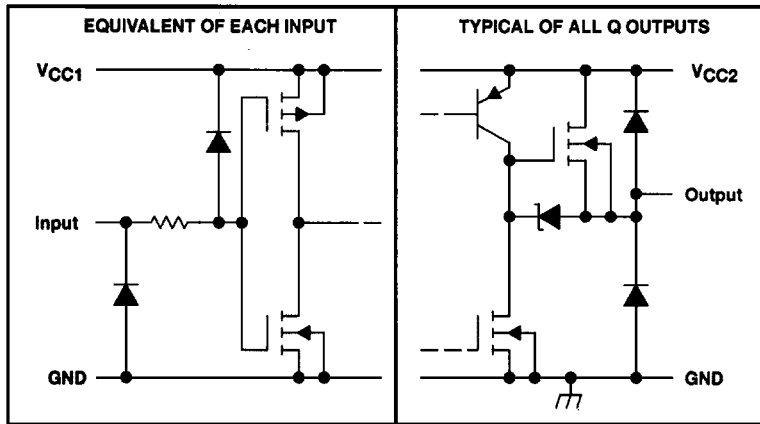 EQUIVALENT OF EACH INPUT
VCC1
Input
GND
TYPICAL OF ALL Q OUTPUTS
VCC2
Output
GND